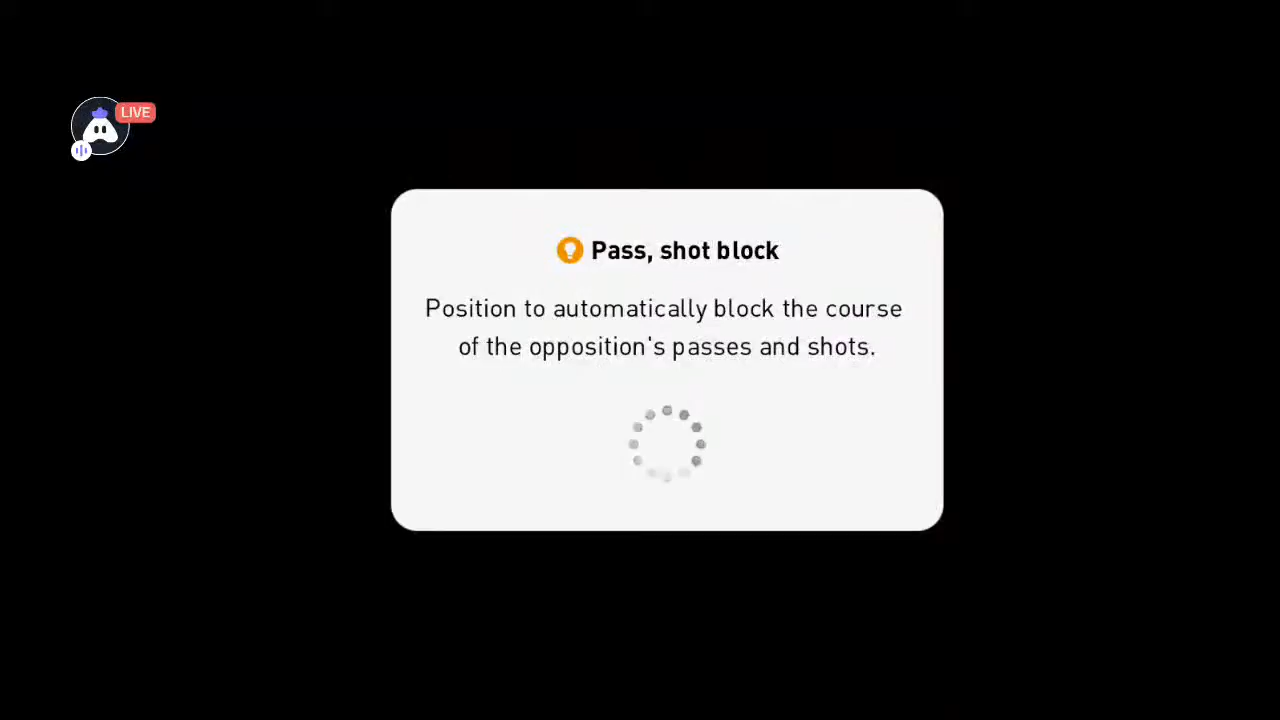 LIVE
Pass, shot block
Position to automatically block the course
of the opposition's passes and shots.